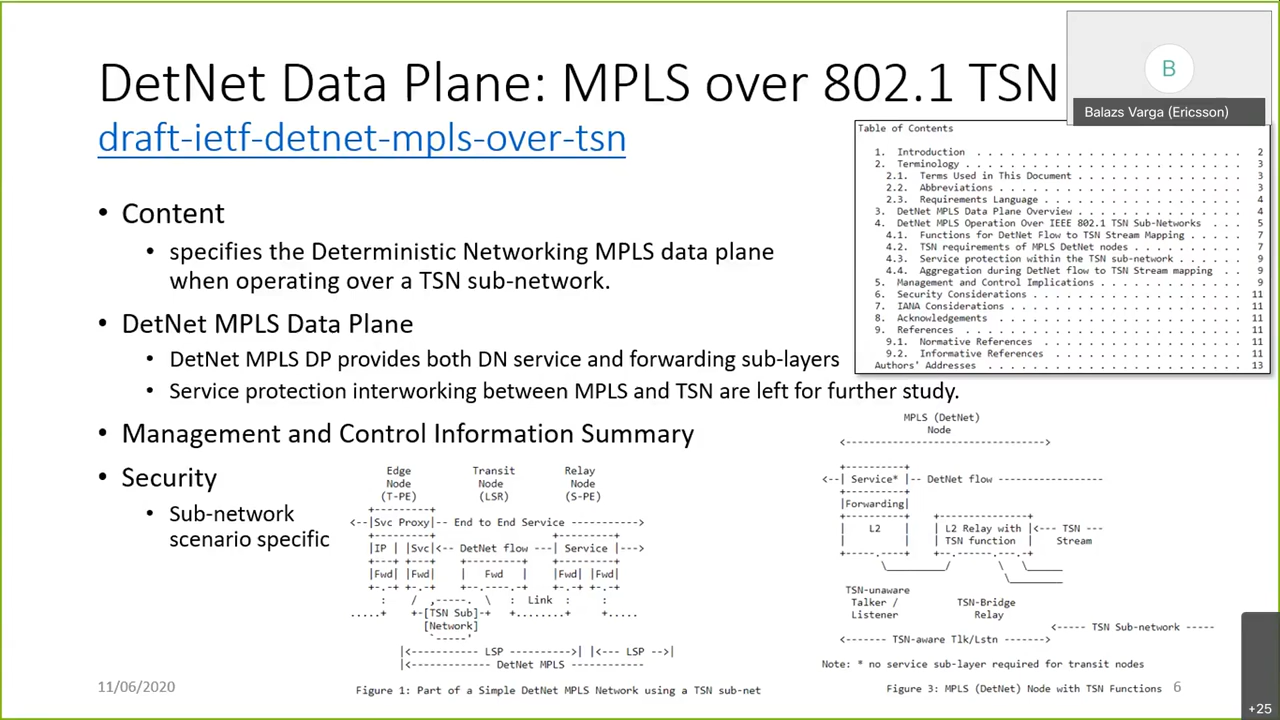 DetNet Data Plane: MPLS over 802.1 TSN
draft-ietf-detnet-mpls-over-tsn
B
Balazs Varga (Ericsson)
Table of Contents
1. Introduction . . . . . . . . . . . . . . . . . . . . . . . . 2
2. Terminology . . . . . . . . . . . . . . . . . . . . . . . . . 3
2.1. Terms Used in This Document . . . . . . . . . . . . . . . 3
2.2. Abbreviations . . . . . . . . . . . . . . . . . . . . . . 3
2.3. Requirements Language . . . . . . . . . . . . . . . . . . 4
3. DetNet MPLS Data Plane Overview . . . . . . . . . . . . . . . 4
4. DetNet MPLS Operation Over IEEE 802.1 TSN Sub-Networks . . . 5
4.1. Functions for DetNet Flow to TSN Stream Mapping . . . . . 7
4.2. TSN requirements of MPLS DetNet nodes . . . . . . . . . . 7
4.3. Service protection within the TSN sub-network . . . . . . 9
4.4. Aggregation during DetNet flow to TSN Stream mapping . . 9
5. Management and Control Implications . . . . . . . . . . . . . 9
6. Security Considerations . . . . . . . . . . . . . . . . . . . 11
7. IANA Considerations . . . . . . . . . . . . . . . . . . . . . 11
8. Acknowledgements . . . . . . . . . . . . . . . . . . . . . . 11
9. References . . . . . . . . . . . . . . . . . . . . . . . . . 11
9.1. Normative References . . . . . . . . . . . . . . . . . . 11
9.2. Informative References . . . . . . . . . . . . . . . . . 11
Authors' Addresses . . . . . . . . . . . . . . . . . . . . . . . 13
• Content
• specifies the Deterministic Networking MPLS data plane
when operating over a TSN sub-network.
• DetNet MPLS Data Plane
• DetNet MPLS DP provides both DN service and forwarding sub-layers
• Service protection interworking between MPLS and TSN are left for further study.
• Management and Control Information Summary
• Security
• Sub-network
scenario specific
Edge Transit Relay
Node Node Node
(T-PE) (LSR) (S-PE)
+---------+
<--|Svc Proxy|-- End to End Service ----------->
+---------+ +---------+
|IP | |Svc|<-- DetNet flow ---| Service |--->
+---+ +---+ +---------+ +---------+
|Fwd| |Fwd| | Fwd | |Fwd| |Fwd|
+-.-+ +-.-+ +----.----+ +-.-+ +-.-+
: / ,-----. \ : Link : :
.....+ +-[TSN Sub]-+ +........+ +.....
[Network]
`-----'
|<---------- LSP ---------->| |<--- LSP -->|
|<------------ DetNet MPLS -----------
Figure 1: Part of a Simple DetNet MPLS Network using a TSN sub-net
MPLS (DetNet)
Node
<---------------------------------->
+----------+
<--| Service* |-- DetNet flow -----------------
+----------+
|Forwarding|
+----------+ +---------------+
| L2 | | L2 Relay with |<--- TSN ---
| | | TSN function | Stream
+----.-----+ +--.------.---.-+
\__________/ \ \______
\_________
TSN-unaware
Talker / TSN-Bridge
Listener Relay
<----- TSN Sub-network -----
<------- TSN-aware Tlk/Lstn ------->
Note: * no service sub-layer required for transit nodes
Figure 3: MPLS (DetNet) Node with TSN Functions
11/06/2020
6
+25